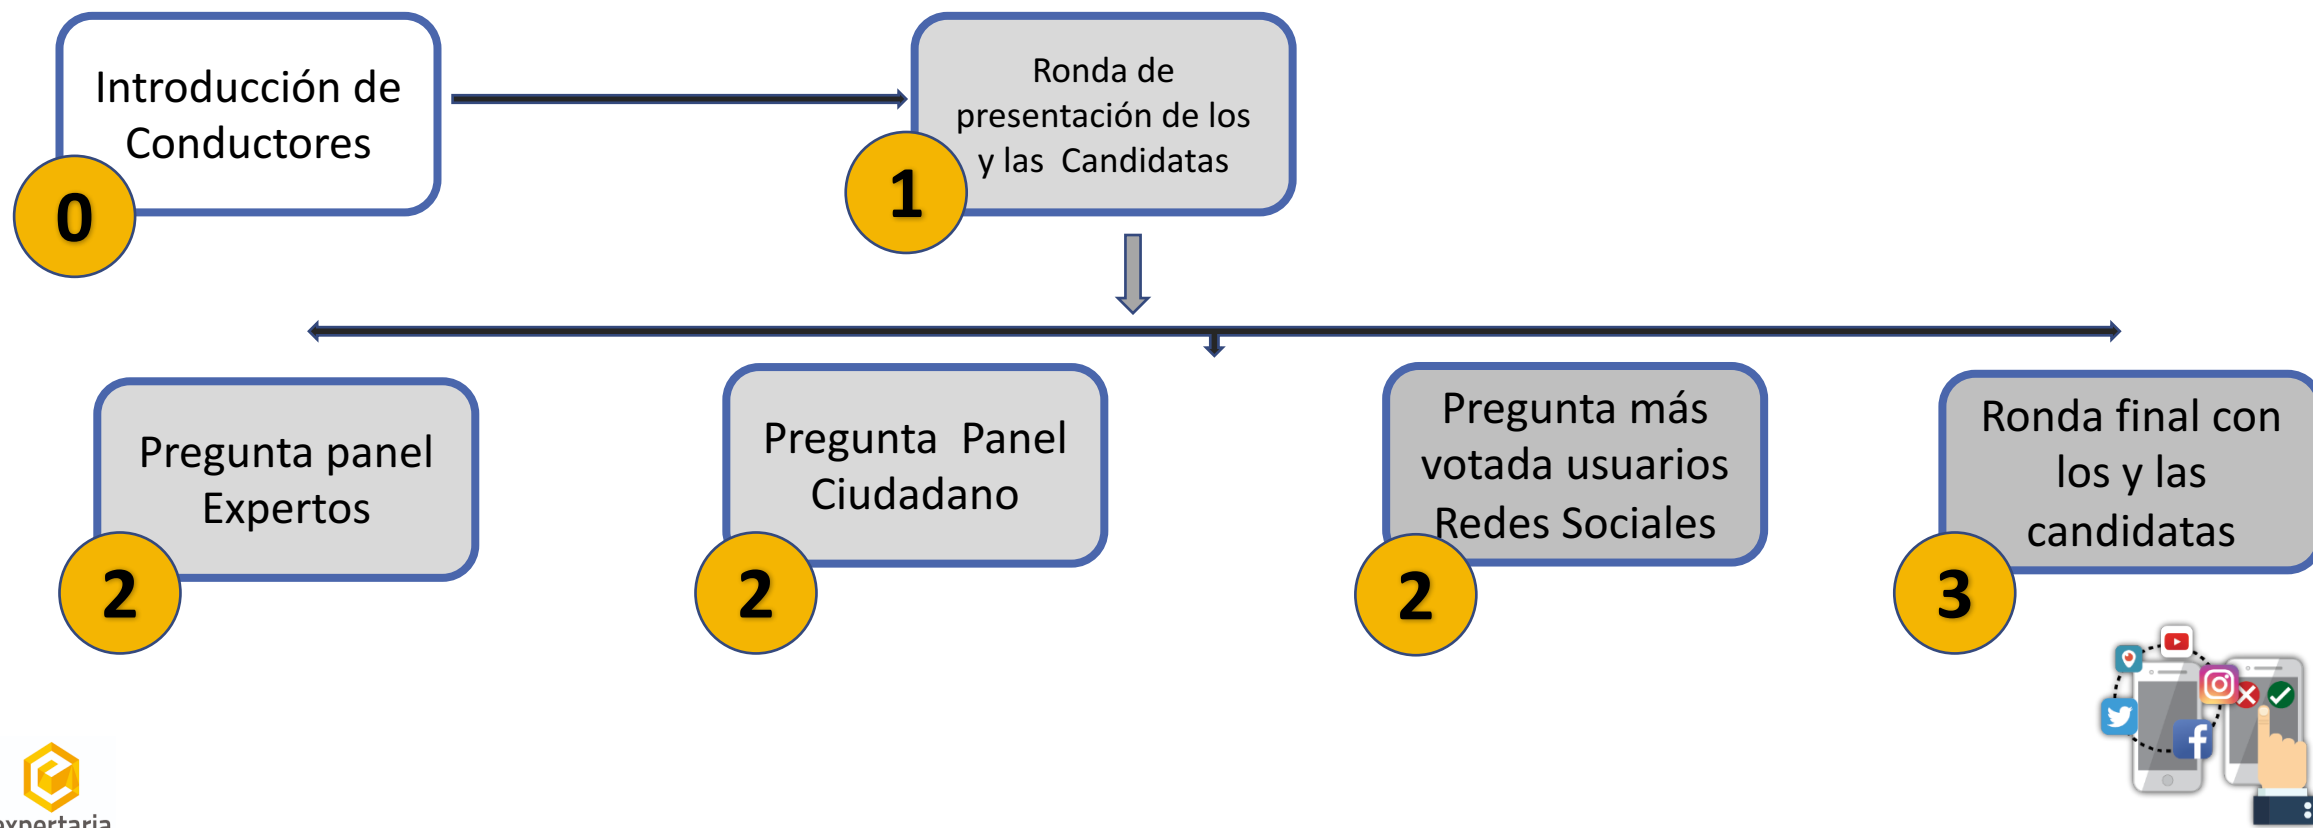 Introducción de
Conductores
0
Ronda de
presentación de los
y las Candidatas
1
Pregunta panel
Expertos
2
Pregunta Panel
Ciudadano
2
Pregunta más
votada usuarios
Redes Sociales
2
Ronda final con
los y las
candidatas
3
expertaria